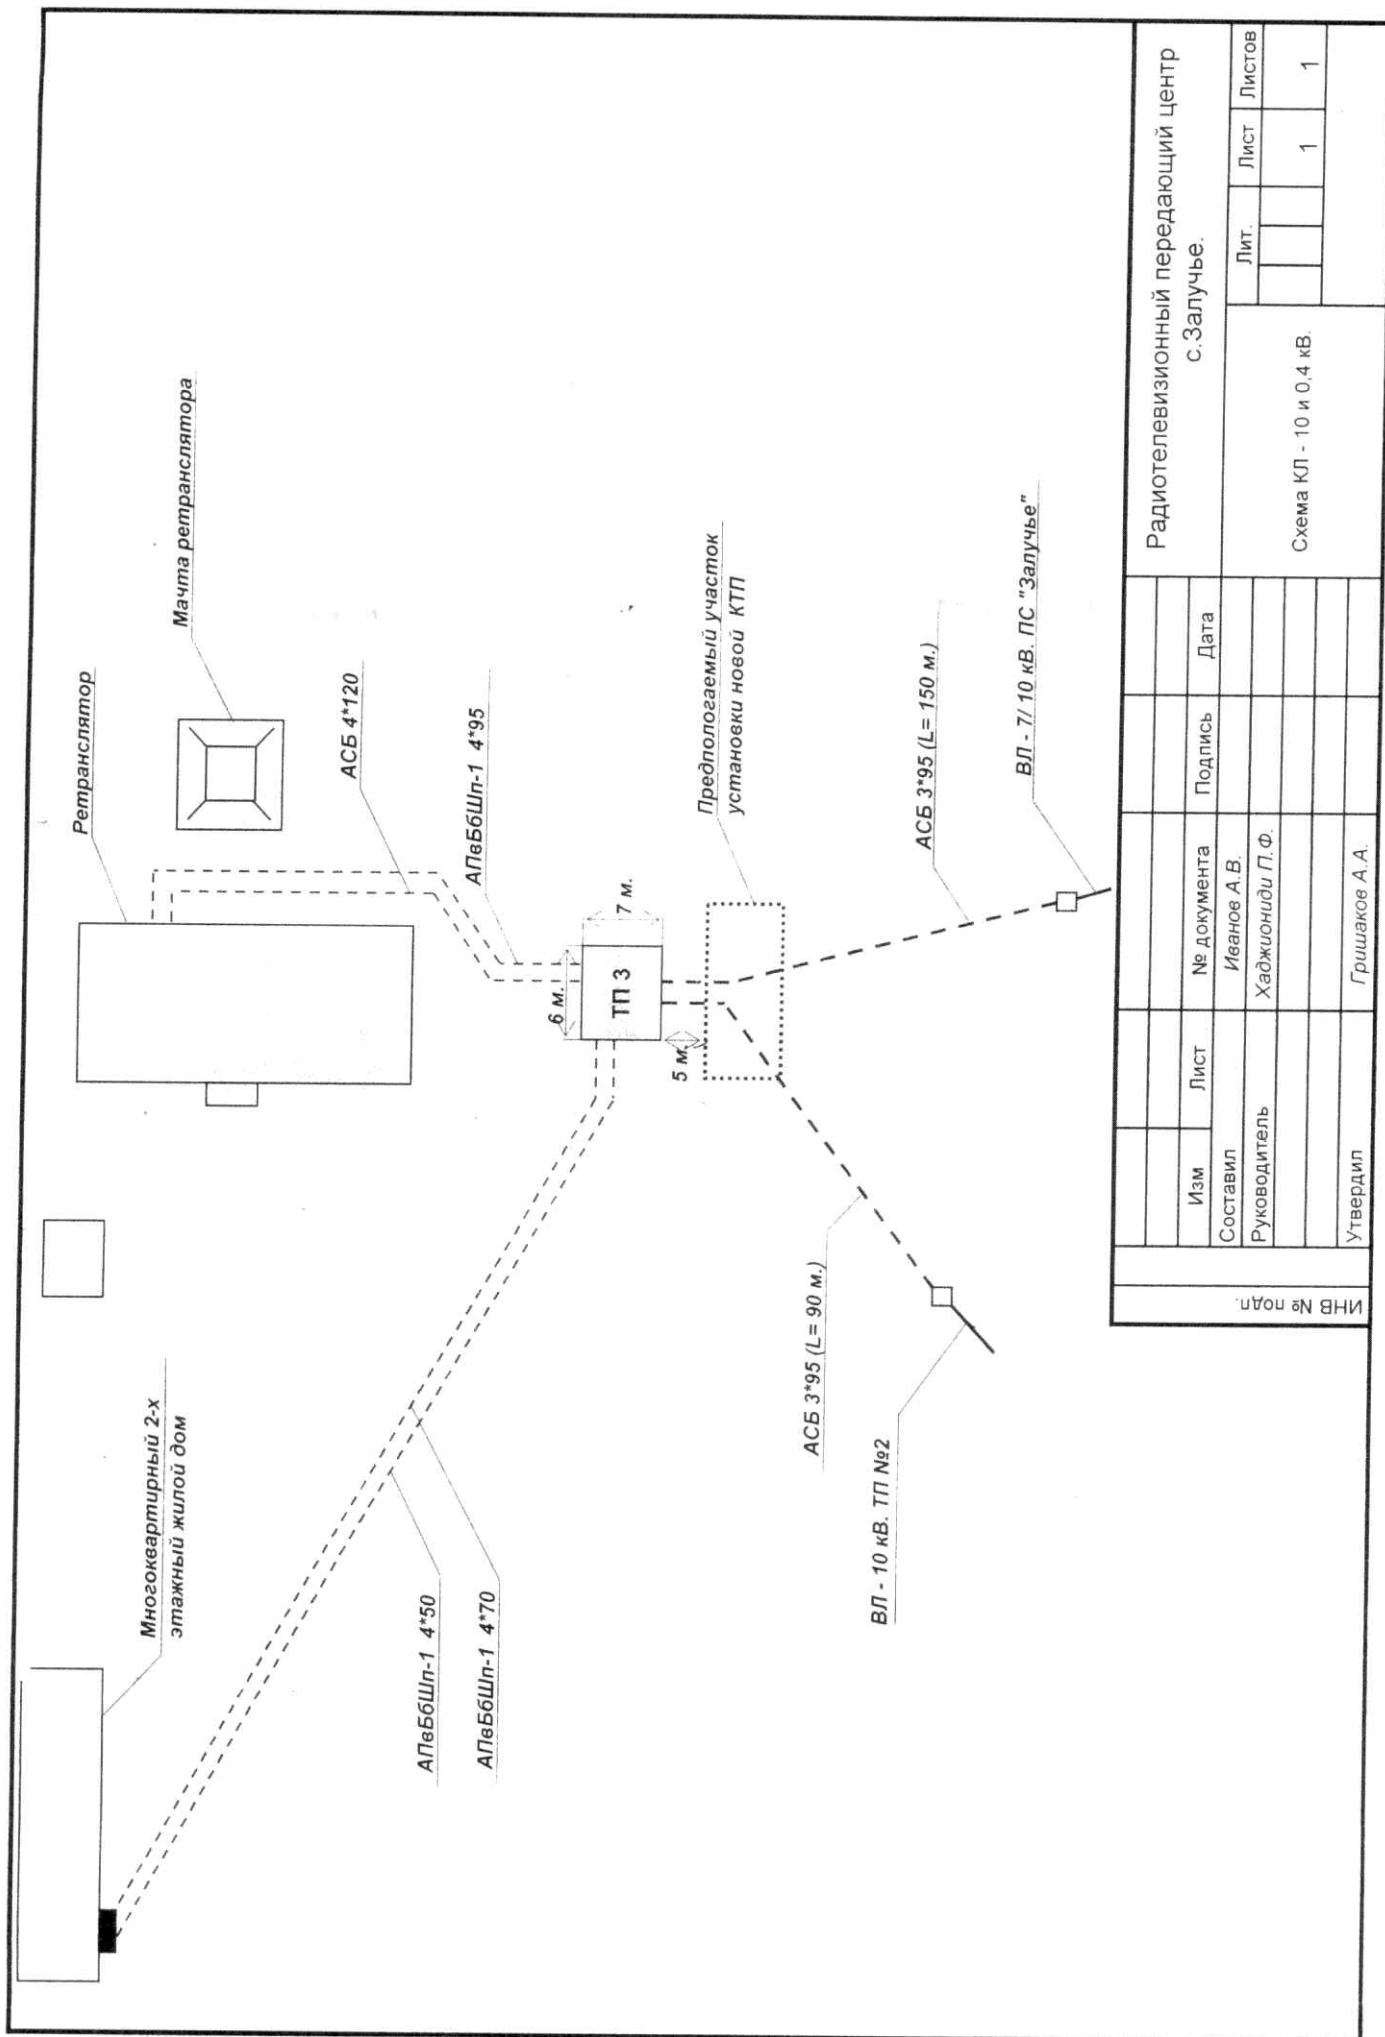 Многоквартирный 2-х
этажный жилой дом
Ретранслятор
Мачта ретранслятора
АСБ 4*120
АПвБбШп-1 4*95
АПвБбШп-1 4*50
АПвБбШп-1 4*70
6 м.
7 м.
ТП 3
5 м.
Предпологаемый участок
установки новой КТП
АСБ 3*95 (L= 90 м.)
АСБ 3*95 (L= 150 м.)
ВЛ - 10 кВ. ТП №2
ВЛ - 7/ 10 кВ. ПС "Залучье"
ИНВ № подп.
Изм Лист № документа Подпись Дата
Составил Иванов А.В.
Руководитель Хаджиониди П.Ф.
Утвердил Гришаков А.А.
Радиотелевизионный передающий центр
с.Залучье.
Схема КЛ - 10 и 0,4 кВ.
Лит. Лист Листов
1 1